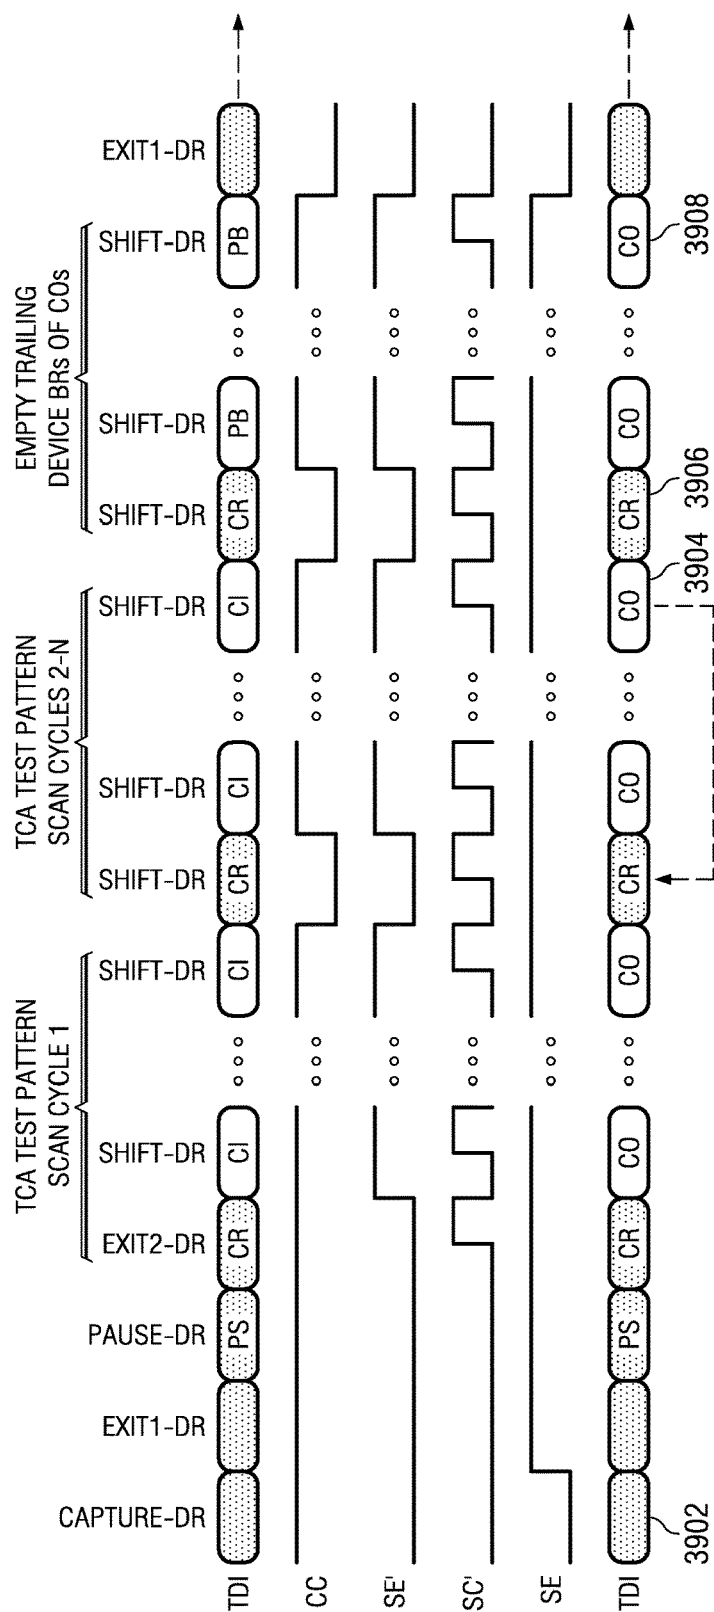 TCA TEST PATTERN
SCAN CYCLE 1
TCA TEST PATTERN
SCAN CYCLES 2-N
EMPTY TRAILING
DEVICE BRs OF COs
CAPTURE-DR
EXIT1-DR
PAUSE-DR
EXIT2-DR
SHIFT-DR
SHIFT-DR
SHIFT-DR
SHIFT-DR
SHIFT-DR
SHIFT-DR
SHIFT-DR
SHIFT-DR
EXIT1-DR
TDI
PS
CR
CI
CI
CR
CI
CI
CR
PB
PB
CC
SE'
SC'
SE
TDI
PS
CR
CO
CO
CR
CO
CO
CR
CO
CO
3902
3904
3906
3908